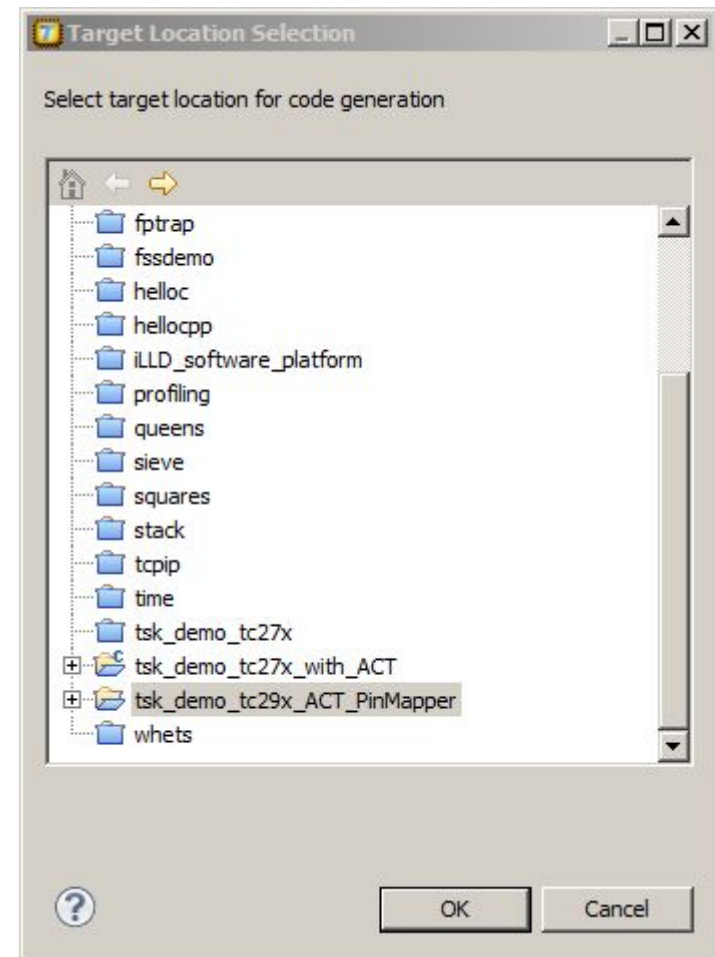 Target Location Selection
Select target location for code generation
fptrap
fssdemo
helloc
hellocpp
iLLD_software_platform
profiling
queens
sieve
squares
stack
tcpip
time
tsk_demo_tc27x
tsk_demo_tc27x_with_ACT
tsk_demo_tc29x_ACT_PinMapper
whets
OK Cancel